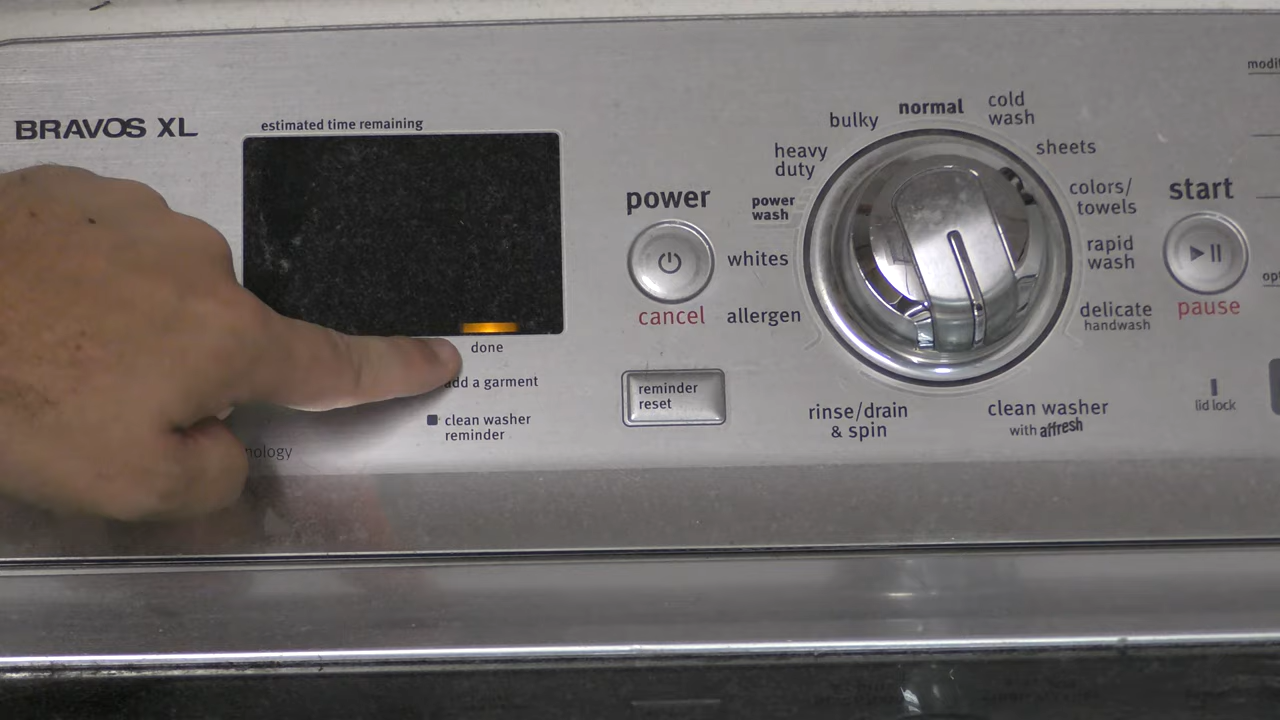 BRAVOS XL
estimated time remaining
done
add a garment
clean washer
reminder
power
cancel
reminder
reset
normal
bulky
heavy
duty
power
wash
whites
allergen
rinse/drain
& spin
cold
wash
sheets
colors/
towels
rapid
wash
delicate
handwash
clean washer
with affresh
start
pause
lid lock